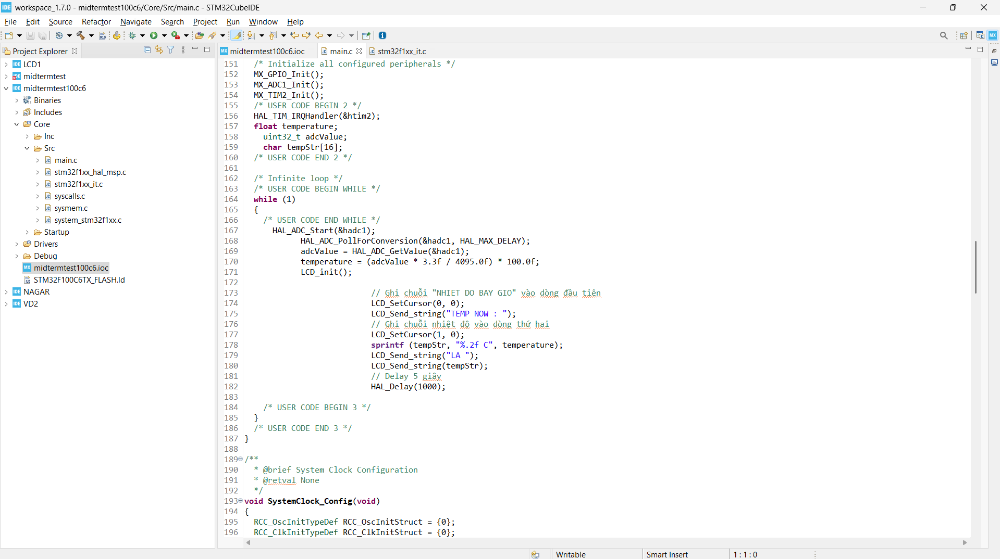 IDE workspace_1.7.0 - midtermtest100c6/Core/Src/main.c - STM32CubeIDE
File Edit Source Refactor Navigate Search Project Run Window Help
010
MX
Project Explorer
MX midtermtest100c6.ioc
.c main.c
.c stm32f1xx_it.c
IDE LCD1
midtermtest
IDE midtermtest100c6
Binaries
Includes
Core
Inc
Src
.c main.c
.c stm32f1xx_hal_msp.c
.c stm32f1xx_it.c
.c syscalls.c
.c sysmem.c
.c system_stm32f1xx.c
Startup
Drivers
Debug
MX midtermtest100c6.ioc
LD STM32F100C6TX_FLASH.ld
IDE NAGAR
IDE VD2
151 /* Initialize all configured peripherals */
152 MX_GPIO_Init();
153 MX_ADC1_Init();
154 MX_TIM2_Init();
155 /* USER CODE BEGIN 2 */
156 HAL_TIM_IRQHandler(&htim2);
157 float temperature;
158 uint32_t adcValue;
159 char tempStr[16];
160 /* USER CODE END 2 */
161
162 /* Infinite loop */
163 /* USER CODE BEGIN WHILE */
164 while (1)
165 {
166 /* USER CODE END WHILE */
167 HAL_ADC_Start(&hadc1);
168 HAL_ADC_PollForConversion(&hadc1, HAL_MAX_DELAY);
169 adcValue = HAL_ADC_GetValue(&hadc1);
170 temperature = (adcValue * 3.3f / 4095.0f) * 100.0f;
171 LCD_init();
172
173 // Ghi chuỗi "NHIET DO BAY GIO" vào dòng đầu tiên
174 LCD_SetCursor(0, 0);
175 LCD_Send_string("TEMP NOW : ");
176 // Ghi chuỗi nhiệt độ vào dòng thứ hai
177 LCD_SetCursor(1, 0);
178 sprintf (tempStr, "%.2f C", temperature);
179 LCD_Send_string("LA ");
180 LCD_Send_string(tempStr);
181 // Delay 5 giây
182 HAL_Delay(1000);
183
184 /* USER CODE BEGIN 3 */
185 }
186 /* USER CODE END 3 */
187 }
188
189 /**
190 * @brief System Clock Configuration
191 * @retval None
192 */
193 void SystemClock_Config(void)
194 {
195 RCC_OscInitTypeDef RCC_OscInitStruct = {0};
196 RCC_ClkInitTypeDef RCC_ClkInitStruct = {0};
Writable Smart Insert 1 : 1 : 0